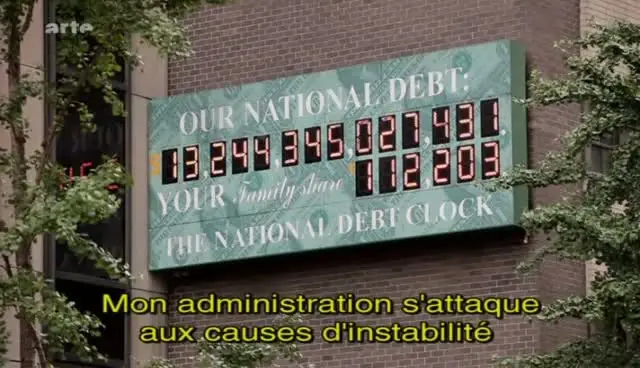 arte
OUR NATIONAL DEBT:
13,244,345,027,431.
YOUR Family share 112,203
THE NATIONAL DEBT CLOCK
Mon administration s'attaque
aux causes d'instabilité